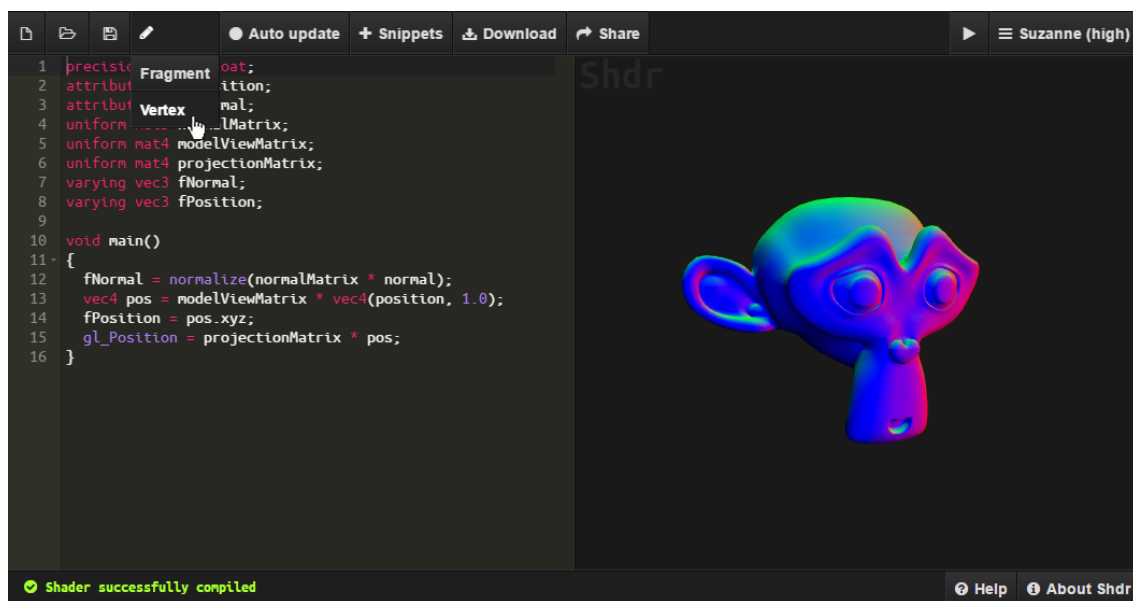 Auto update + Snippets Download Share Suzanne (high)
Fragment
Vertex
Shdr
1 precisi oat;
2 attribu ition;
3 attribut mal;
4 uniform lMatrix;
5 uniform mat4 modelViewMatrix;
6 uniform mat4 projectionMatrix;
7 varying vec3 fNormal;
8 varying vec3 fPosition;
9
10 void main()
11 {
12 fNormal = normalize(normalMatrix * normal);
13 vec4 pos = modelViewMatrix * vec4(position, 1.0);
14 fPosition = pos.xyz;
15 gl_Position = projectionMatrix * pos;
16 }
Shader successfully compiled Help About Shdr